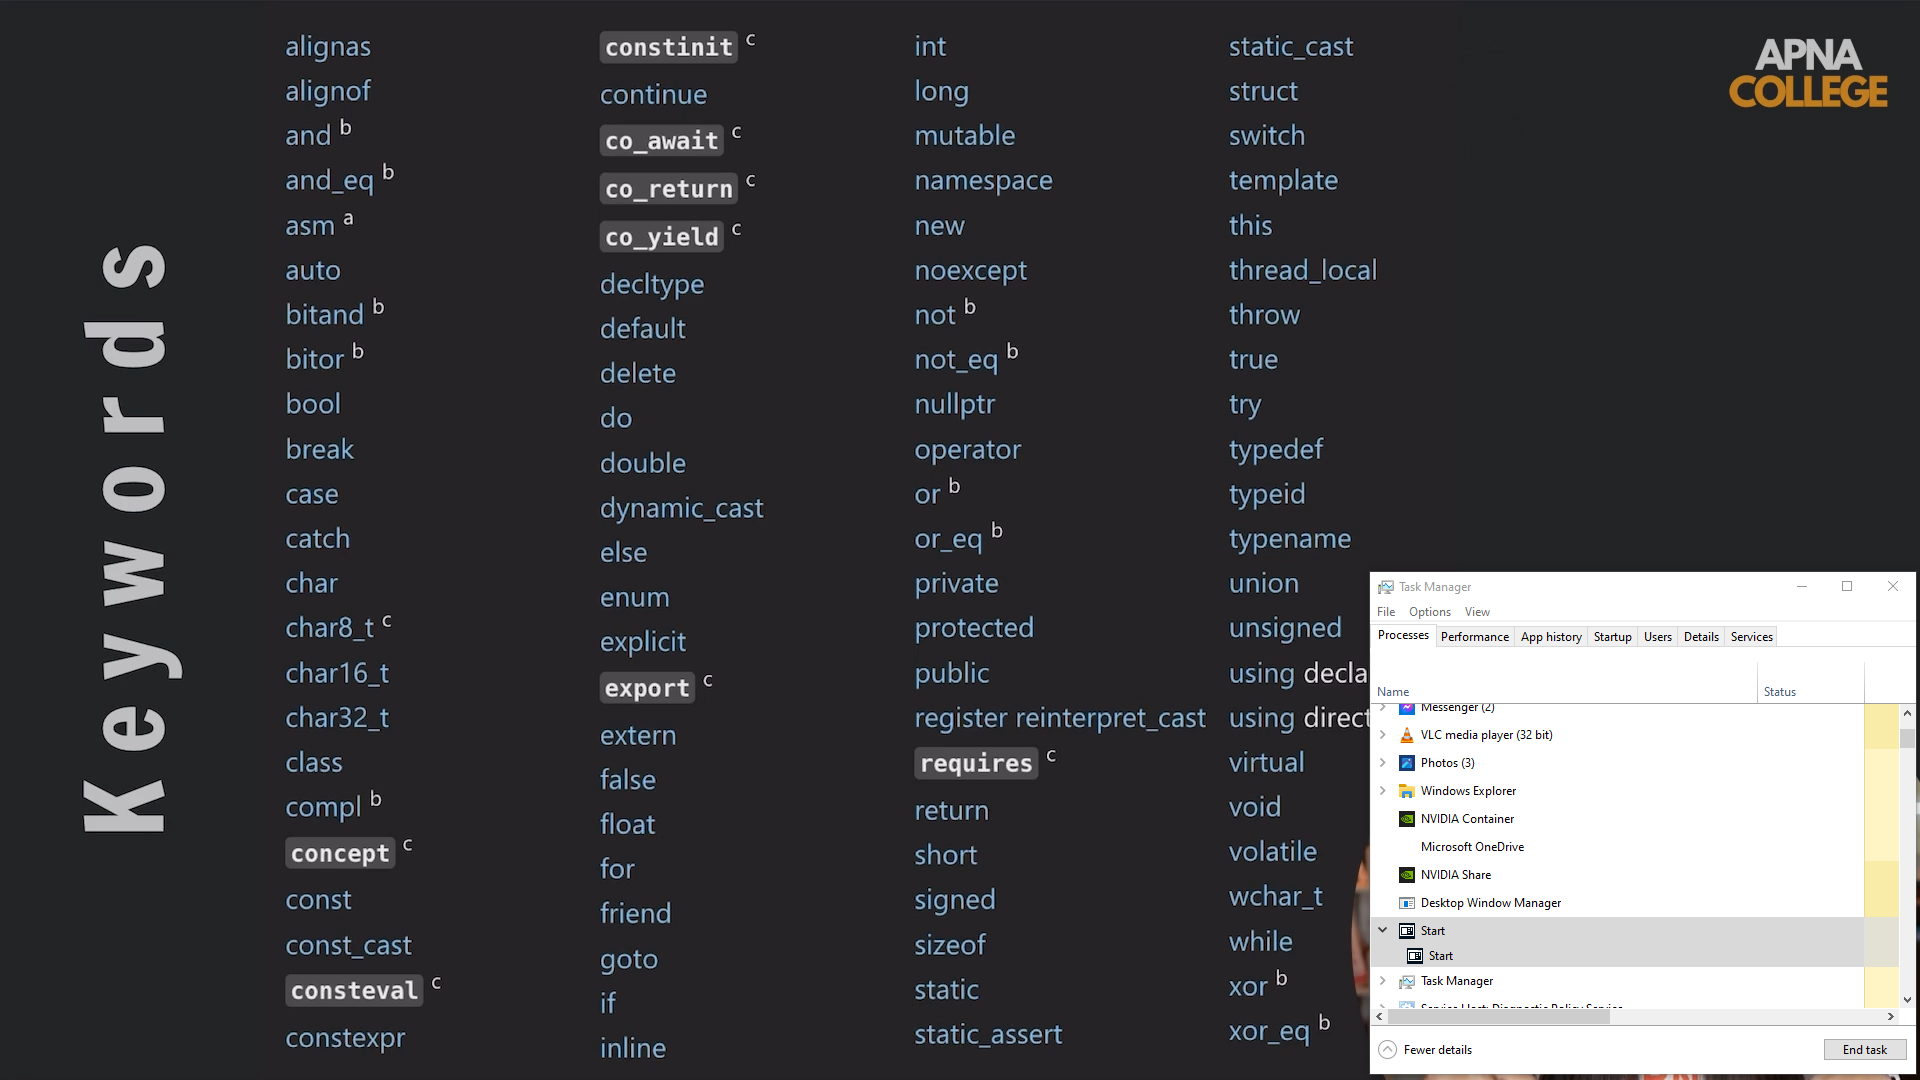 Keywords
alignas
alignof
and b
and_eq b
asm a
auto
bitand b
bitor b
bool
break
case
catch
char
char8_t c
char16_t
char32_t
class
compl b
concept c
const
const_cast
consteval c
constexpr
constinit c
continue
co_await c
co_return c
co_yield c
decltype
default
delete
do
double
dynamic_cast
else
enum
explicit
export c
extern
false
float
for
friend
goto
if
inline
int
long
mutable
namespace
new
noexcept
not b
not_eq b
nullptr
operator
or b
or_eq b
private
protected
public
register reinterpret_cast
requires c
return
short
signed
sizeof
static
static_assert
static_cast
struct
switch
template
this
thread_local
throw
true
try
typedef
typeid
typename
union
unsigned
using decla
using direct
virtual
void
volatile
wchar_t
while
xor b
xor_eq b
APNA
COLLEGE
Task Manager
File Options View
Processes Performance App history Startup Users Details Services
Name Status
Messenger (2)
VLC media player (32 bit)
Photos (3)
Windows Explorer
NVIDIA Container
Microsoft OneDrive
NVIDIA Share
Desktop Window Manager
Start
Start
Task Manager
Service Host: Diagnostic Policy Service
Fewer details End task